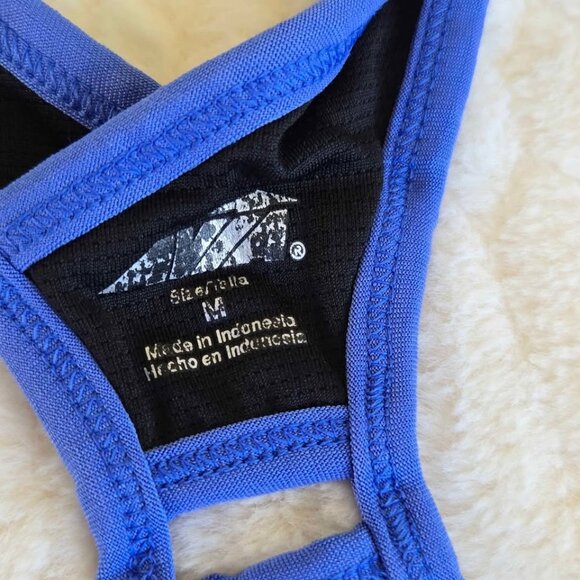 ®
Size/Talla
M
Made in Indonesia
Hecho en Indonesia